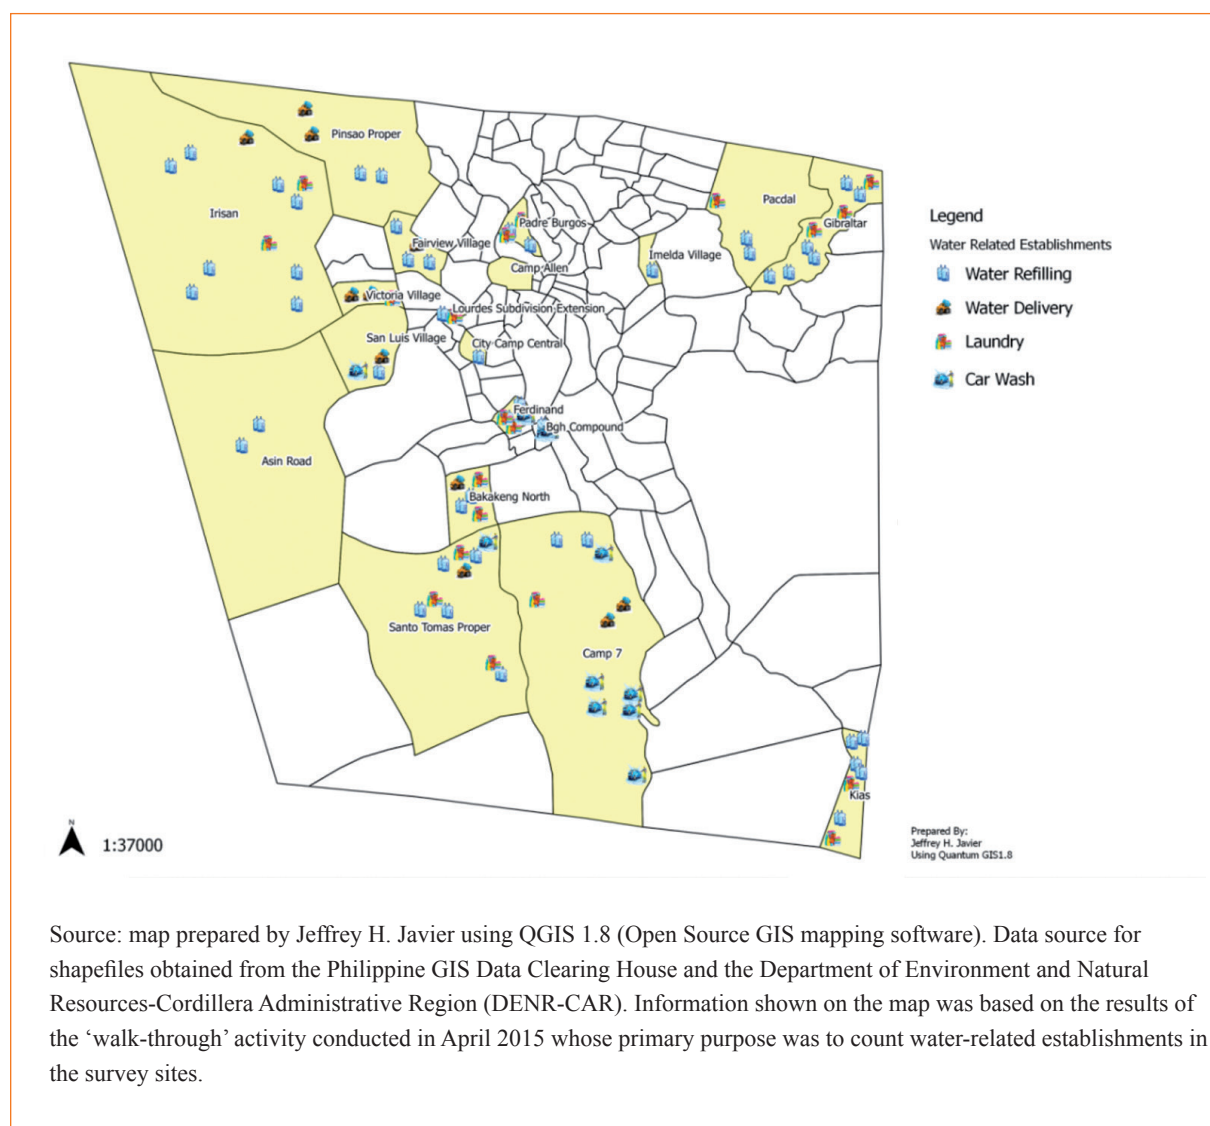 Pinsao Proper
Irisan
Pacdal
Gibraltar
Padre Burgos
Fairview Village
Imelda Village
Camp Allen
Victoria Village
Lourdes Subdivision Extension
San Luis Village
City Camp Central
Ferdinand
Bgh Compound
Asin Road
Bakakeng North
Santo Tomas Proper
Camp 7
Kias
Legend
Water Related Establishments
Water Refilling
Water Delivery
Laundry
Car Wash
N
1:37000
Prepared By:
Jeffrey H. Javier
Using Quantum GIS1.8
Source: map prepared by Jeffrey H. Javier using QGIS 1.8 (Open Source GIS mapping software). Data source for
shapefiles obtained from the Philippine GIS Data Clearing House and the Department of Environment and Natural
Resources-Cordillera Administrative Region (DENR-CAR). Information shown on the map was based on the results of
the ‘walk-through’ activity conducted in April 2015 whose primary purpose was to count water-related establishments in
the survey sites.